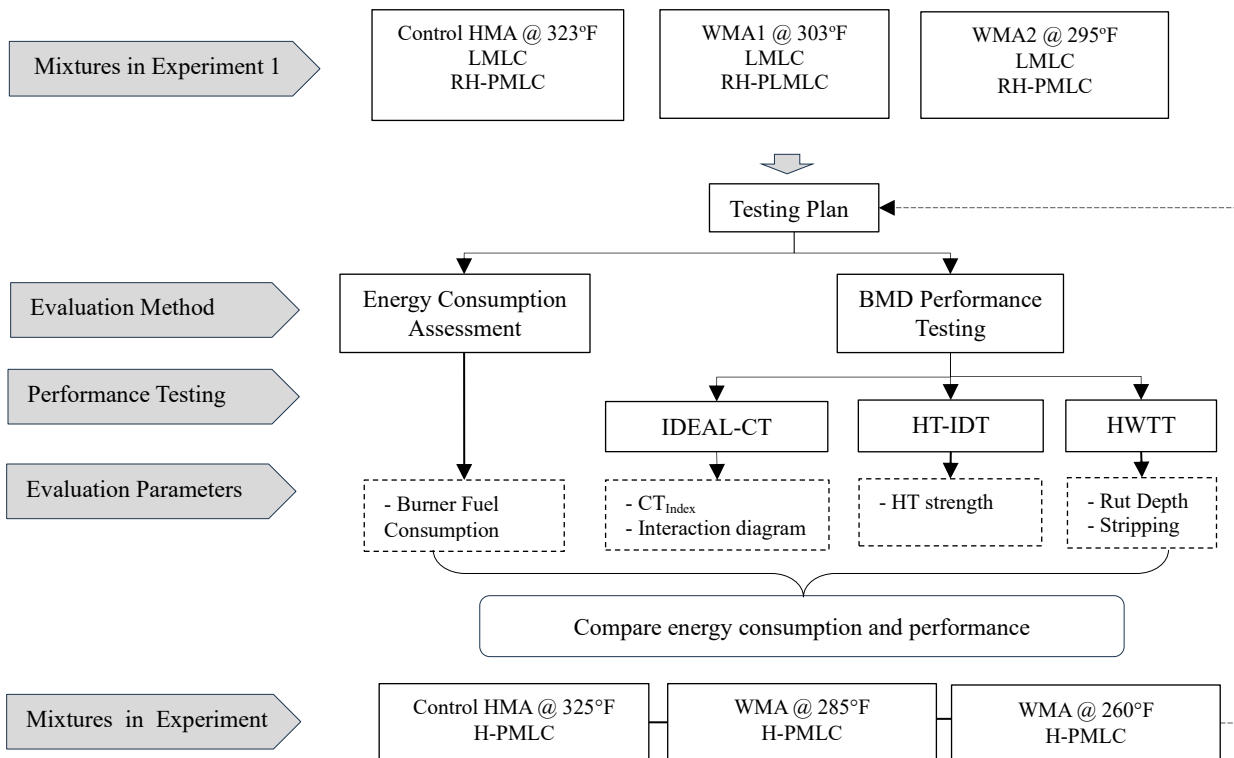 Mixtures in Experiment 1
Control HMA @ 323°F
LMLC
RH-PMLC
WMA1 @ 303°F
LMLC
RH-PLMLC
WMA2 @ 295°F
LMLC
RH-PMLC
Testing Plan
Evaluation Method
Energy Consumption
Assessment
BMD Performance
Testing
Performance Testing
IDEAL-CT
HT-IDT
HWTT
Evaluation Parameters
- Burner Fuel
Consumption
- CTIndex
- Interaction diagram
- HT strength
- Rut Depth
- Stripping
Compare energy consumption and performance
Mixtures in Experiment
Control HMA @ 325°F
H-PMLC
WMA @ 285°F
H-PMLC
WMA @ 260°F
H-PMLC